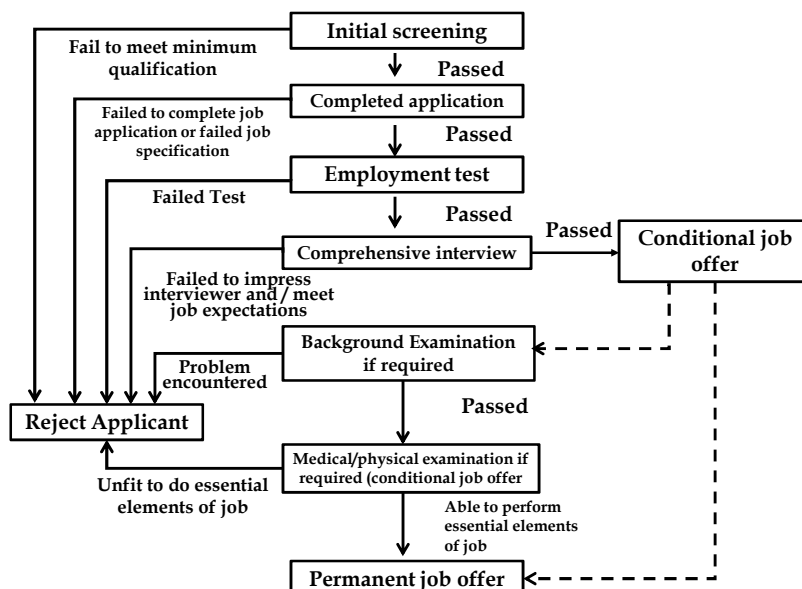 Initial screening
Fail to meet minimum
qualification
Passed
Completed application
Failed to complete job
application or failed job
specification
Passed
Employment test
Failed Test
Passed
Comprehensive interview
Passed
Conditional job
offer
Failed to impress
interviewer and / meet
job expectations
Background Examination
if required
Problem
encountered
Passed
Reject Applicant
Medical/physical examination if
required (conditional job offer
Unfit to do essential
elements of job
Able to perform
essential elements
of job
Permanent job offer